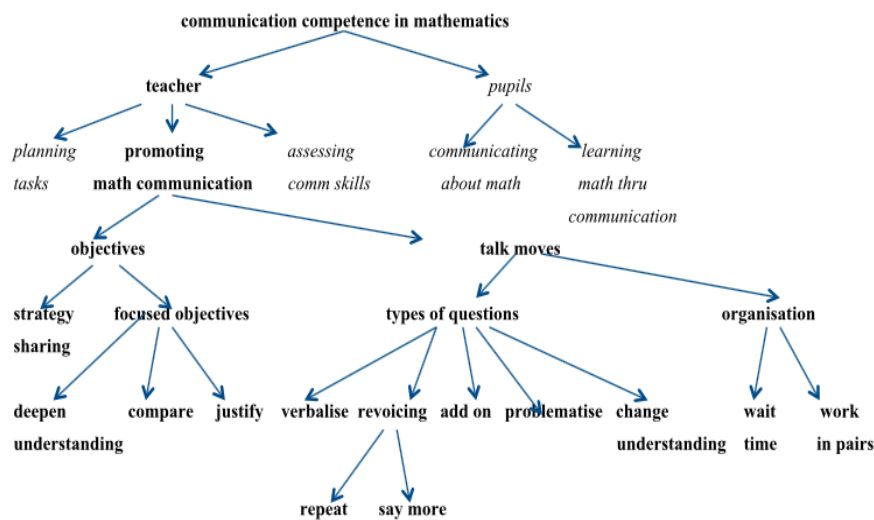 communication competence in mathematics
teacher
pupils
planning
tasks
promoting
math communication
assessing
comm skills
communicating
about math
learning
math thru
communication
objectives
talk moves
strategy
sharing
focused objectives
types of questions
organisation
deepen
understanding
compare
justify
verbalise
revoicing
add on
problematise
change
understanding
wait
time
work
in pairs
repeat
say more